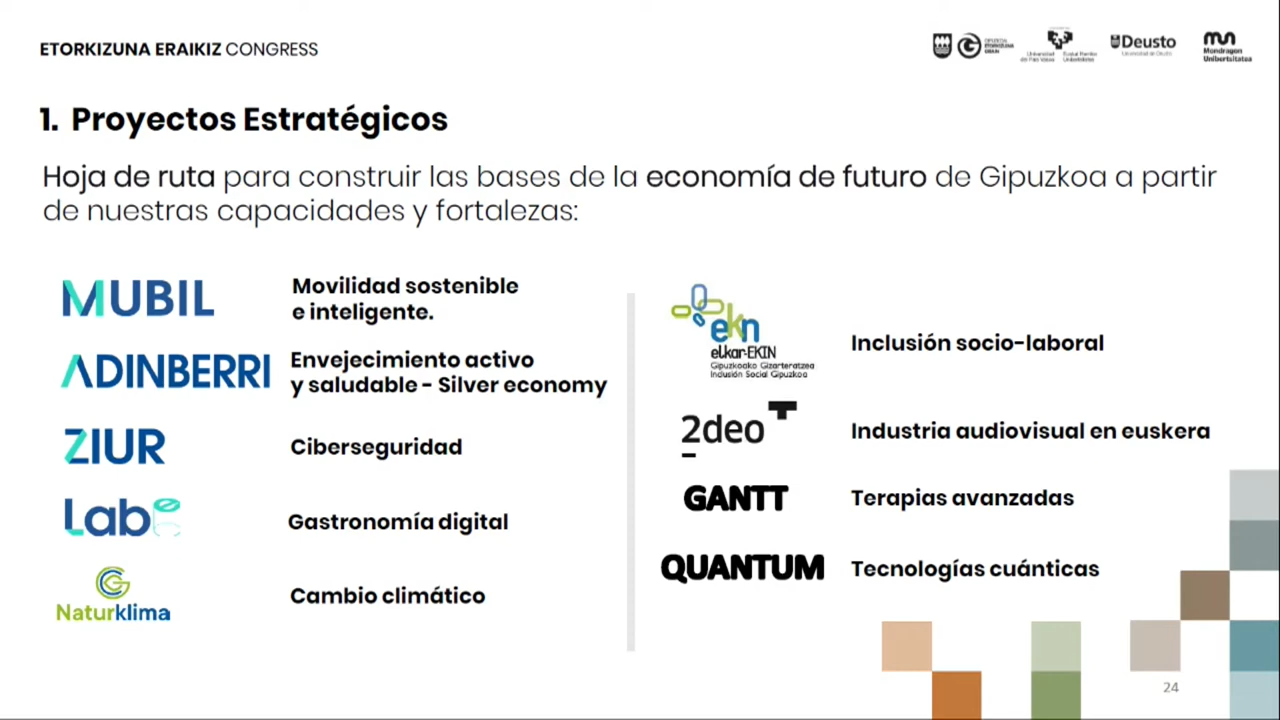 ETORKIZUNA ERAIKIZ CONGRESS
Deusto
Mondragon
Unibertsitatea
1. Proyectos Estratégicos
Hoja de ruta para construir las bases de la economía de futuro de Gipuzkoa a partir
de nuestras capacidades y fortalezas:
MUBIL
Movilidad sostenible
e inteligente.
ADINBERRI
Envejecimiento activo
y saludable - Silver economy
ZIUR
Ciberseguridad
Labe
Gastronomía digital
Naturklima
Cambio climático
ekn
elkar-EKIN
Gipuzkoako Gizarteratzea
Inclusión Social Gipuzkoa
Inclusión socio-laboral
2deo
Industria audiovisual en euskera
GANTT
Terapias avanzadas
QUANTUM
Tecnologías cuánticas
24